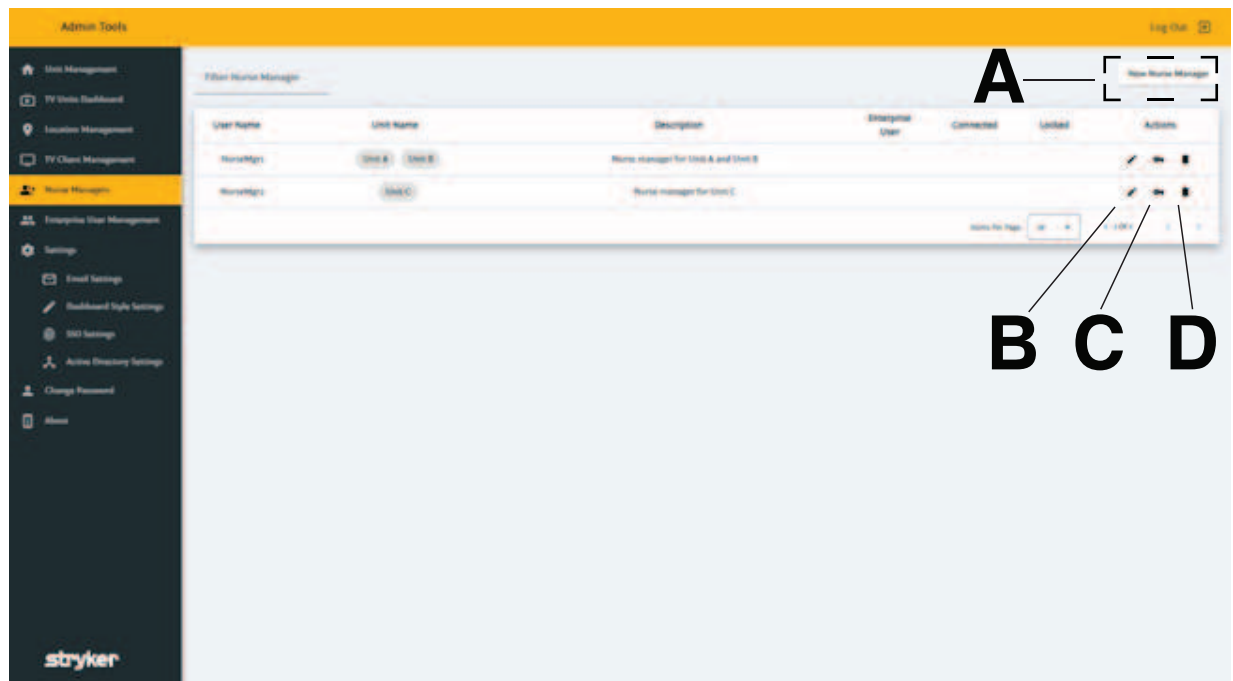 Admin Tools
Log Out
A
Unit Management
TV Units Dashboard
Location Management
TV Client Management
Nurse Managers
Enterprise User Management
Settings
Email Settings
Dashboard Style Settings
SSO Settings
Active Directory Settings
Change Password
About
stryker
Filter Nurse Manager
New Nurse Manager
User Name Unit Name Description Enterprise User Connected Locked Actions
NurseMgr1 Unit A Unit B Nurse manager for Unit A and Unit B
Unit C Nurse manager for Unit C
Items Per Page
B C D